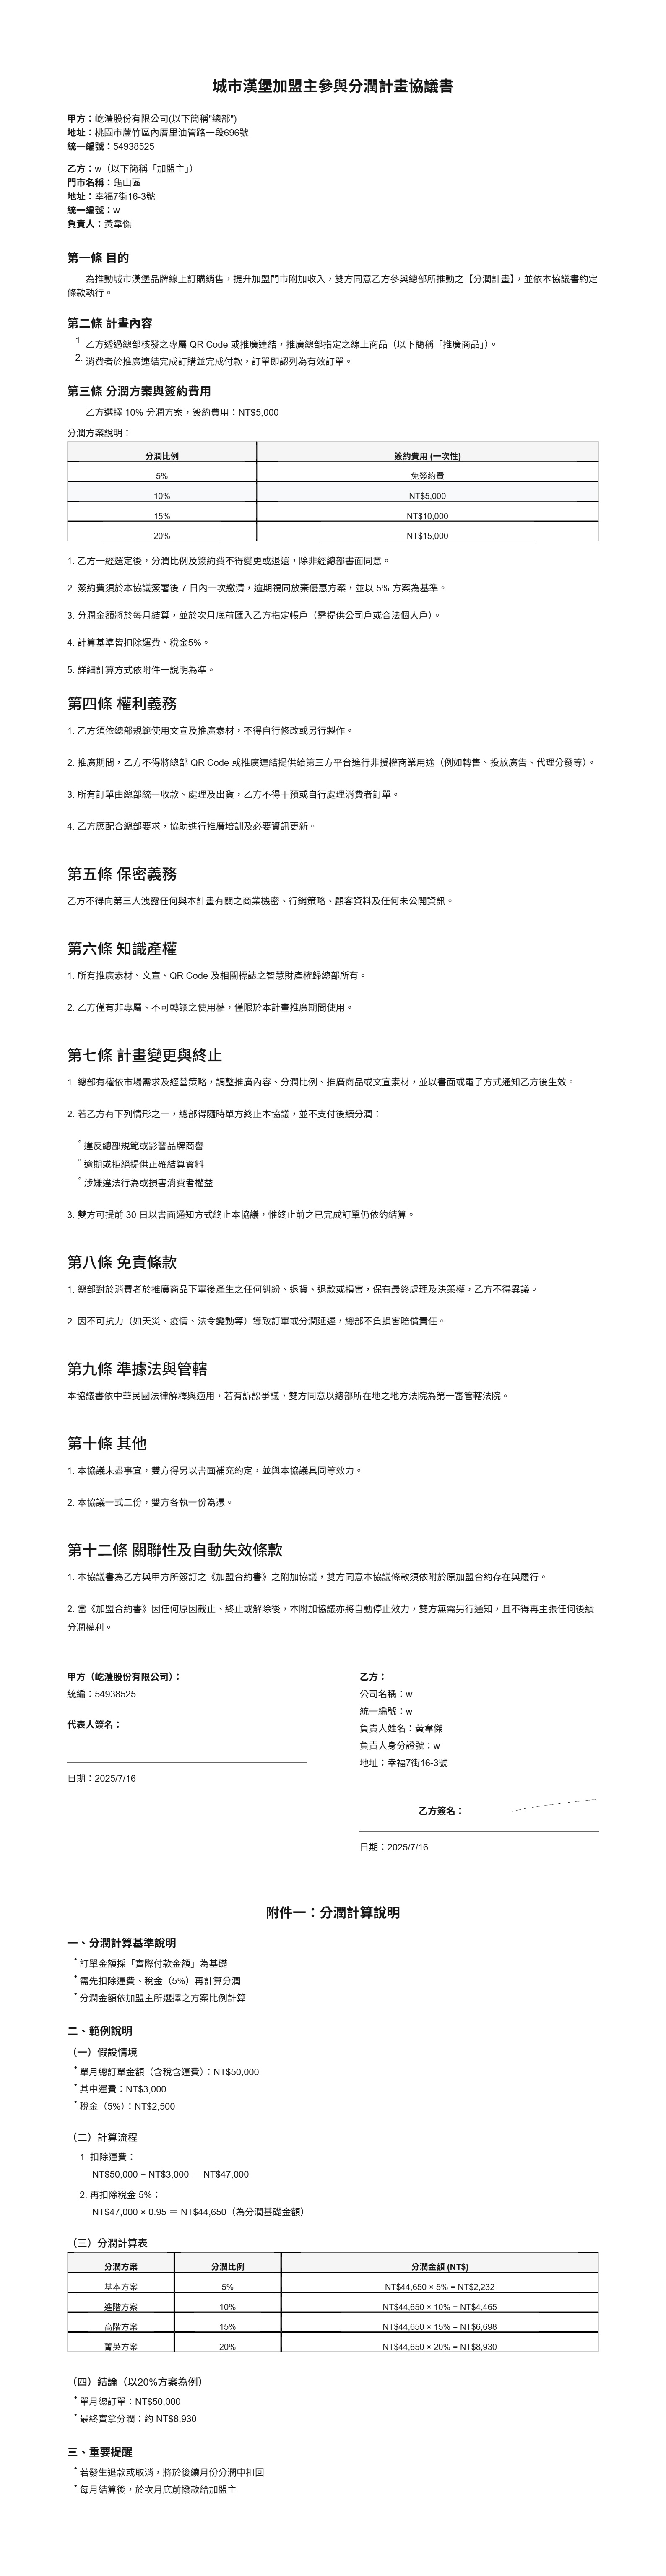 城市漢堡加盟主參與分潤計畫協議書
甲方：屹澧股份有限公司(以下簡稱"總部")
地址：桃園市蘆竹區內厝里油管路一段696號
統一編號：54938525
乙方：w（以下簡稱「加盟主」）
門市名稱：龜山區
地址：幸福7街16-3號
統一編號：w
負責人：黃韋傑
第一條 目的
為推動城市漢堡品牌線上訂購銷售，提升加盟門市附加收入，雙方同意乙方參與總部所推動之【分潤計畫】，並依本協議書約定
條款執行。
第二條 計畫內容
1. 乙方透過總部核發之專屬 QR Code 或推廣連結，推廣總部指定之線上商品（以下簡稱「推廣商品」）。
2. 消費者於推廣連結完成訂購並完成付款，訂單即認列為有效訂單。
第三條 分潤方案與簽約費用
乙方選擇 10% 分潤方案，簽約費用：NT$5,000
分潤方案說明：
分潤比例 簽約費用 (一次性)
5% 免簽約費
10% NT$5,000
15% NT$10,000
20% NT$15,000
1. 乙方一經選定後，分潤比例及簽約費不得變更或退還，除非經總部書面同意。
2. 簽約費須於本協議簽署後 7 日內一次繳清，逾期視同放棄優惠方案，並以 5% 方案為基準。
3. 分潤金額將於每月結算，並於次月底前匯入乙方指定帳戶（需提供公司戶或合法個人戶）。
4. 計算基準皆扣除運費、稅金5%。
5. 詳細計算方式依附件一說明為準。
第四條 權利義務
1. 乙方須依總部規範使用文宣及推廣素材，不得自行修改或另行製作。
2. 推廣期間，乙方不得將總部 QR Code 或推廣連結提供給第三方平台進行非授權商業用途（例如轉售、投放廣告、代理分發等）。
3. 所有訂單由總部統一收款、處理及出貨，乙方不得干預或自行處理消費者訂單。
4. 乙方應配合總部要求，協助進行推廣培訓及必要資訊更新。
第五條 保密義務
乙方不得向第三人洩露任何與本計畫有關之商業機密、行銷策略、顧客資料及任何未公開資訊。
第六條 知識產權
1. 所有推廣素材、文宣、QR Code 及相關標誌之智慧財產權歸總部所有。
2. 乙方僅有非專屬、不可轉讓之使用權，僅限於本計畫推廣期間使用。
第七條 計畫變更與終止
1. 總部有權依市場需求及經營策略，調整推廣內容、分潤比例、推廣商品或文宣素材，並以書面或電子方式通知乙方後生效。
2. 若乙方有下列情形之一，總部得隨時單方終止本協議，並不支付後續分潤：
◦ 違反總部規範或影響品牌商譽
◦ 逾期或拒絕提供正確結算資料
◦ 涉嫌違法行為或損害消費者權益
3. 雙方可提前 30 日以書面通知方式終止本協議，惟終止前之已完成訂單仍依約結算。
第八條 免責條款
1. 總部對於消費者於推廣商品下單後產生之任何糾紛、退貨、退款或損害，保有最終處理及決策權，乙方不得異議。
2. 因不可抗力（如天災、疫情、法令變動等）導致訂單或分潤延遲，總部不負損害賠償責任。
第九條 準據法與管轄
本協議書依中華民國法律解釋與適用，若有訴訟爭議，雙方同意以總部所在地之地方法院為第一審管轄法院。
第十條 其他
1. 本協議未盡事宜，雙方得另以書面補充約定，並與本協議具同等效力。
2. 本協議一式二份，雙方各執一份為憑。
第十二條 關聯性及自動失效條款
1. 本協議書為乙方與甲方所簽訂之《加盟合約書》之附加協議，雙方同意本協議條款須依附於原加盟合約存在與履行。
2. 當《加盟合約書》因任何原因截止、終止或解除後，本附加協議亦將自動停止效力，雙方無需另行通知，且不得再主張任何後續
分潤權利。
甲方（屹澧股份有限公司）：
統編：54938525
代表人簽名：
日期：2025/7/16
乙方：
公司名稱：w
統一編號：w
負責人姓名：黃韋傑
負責人身分證號：w
地址：幸福7街16-3號
乙方簽名：
日期：2025/7/16
附件一：分潤計算說明
一、分潤計算基準說明
• 訂單金額採「實際付款金額」為基礎
• 需先扣除運費、稅金（5%）再計算分潤
• 分潤金額依加盟主所選擇之方案比例計算
二、範例說明
（一）假設情境
• 單月總訂單金額（含稅含運費）：NT$50,000
• 其中運費：NT$3,000
• 稅金（5%）：NT$2,500
（二）計算流程
1. 扣除運費：
NT$50,000 − NT$3,000 ＝ NT$47,000
2. 再扣除稅金 5%：
NT$47,000 × 0.95 ＝ NT$44,650（為分潤基礎金額）
（三）分潤計算表
分潤方案 分潤比例 分潤金額 (NT$)
基本方案 5% NT$44,650 × 5% = NT$2,232
進階方案 10% NT$44,650 × 10% = NT$4,465
高階方案 15% NT$44,650 × 15% = NT$6,698
菁英方案 20% NT$44,650 × 20% = NT$8,930
（四）結論（以20%方案為例）
• 單月總訂單：NT$50,000
• 最終實拿分潤：約 NT$8,930
三、重要提醒
• 若發生退款或取消，將於後續月份分潤中扣回
• 每月結算後，於次月底前撥款給加盟主